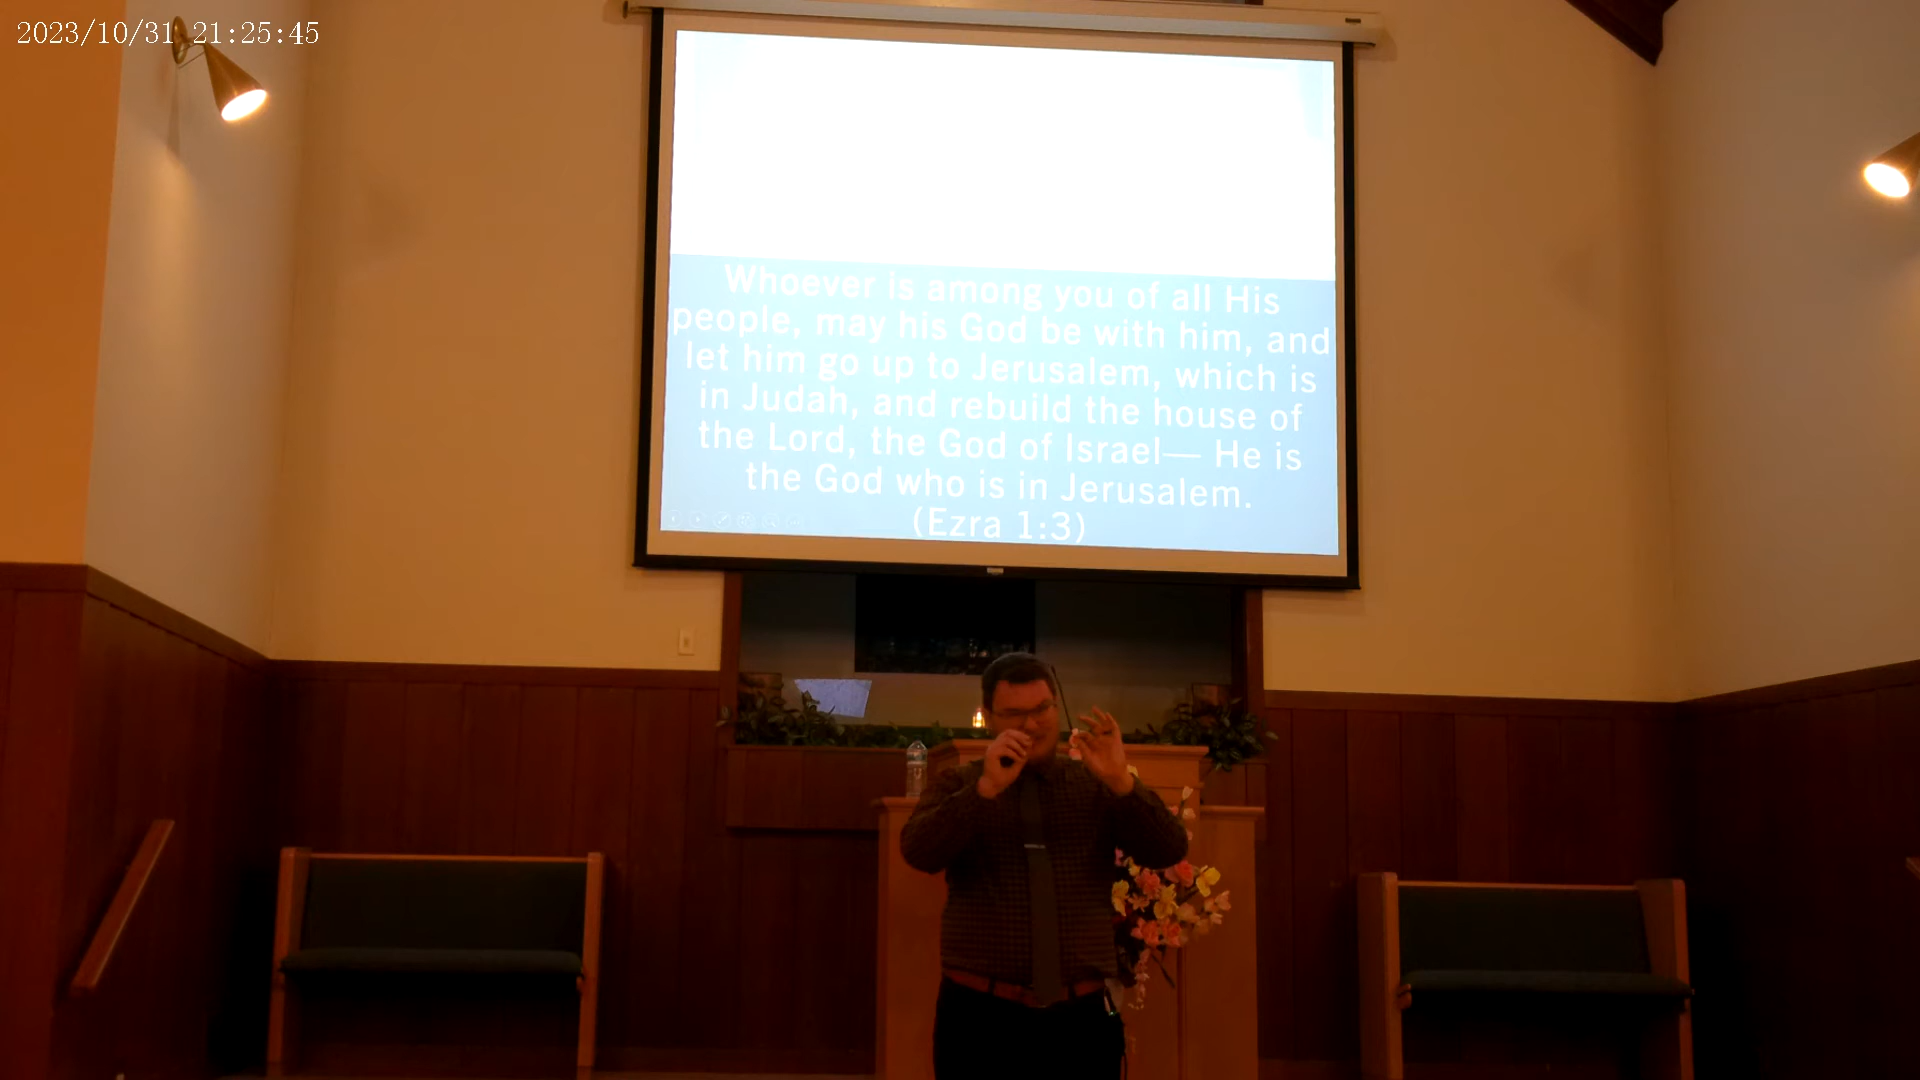 2023/10/31 21:25:45
Whoever is among you of all His
people, may his God be with him, and
let him go up to Jerusalem, which is
in Judah, and rebuild the house of
the Lord, the God of Israel— He is
the God who is in Jerusalem.
(Ezra 1:3)